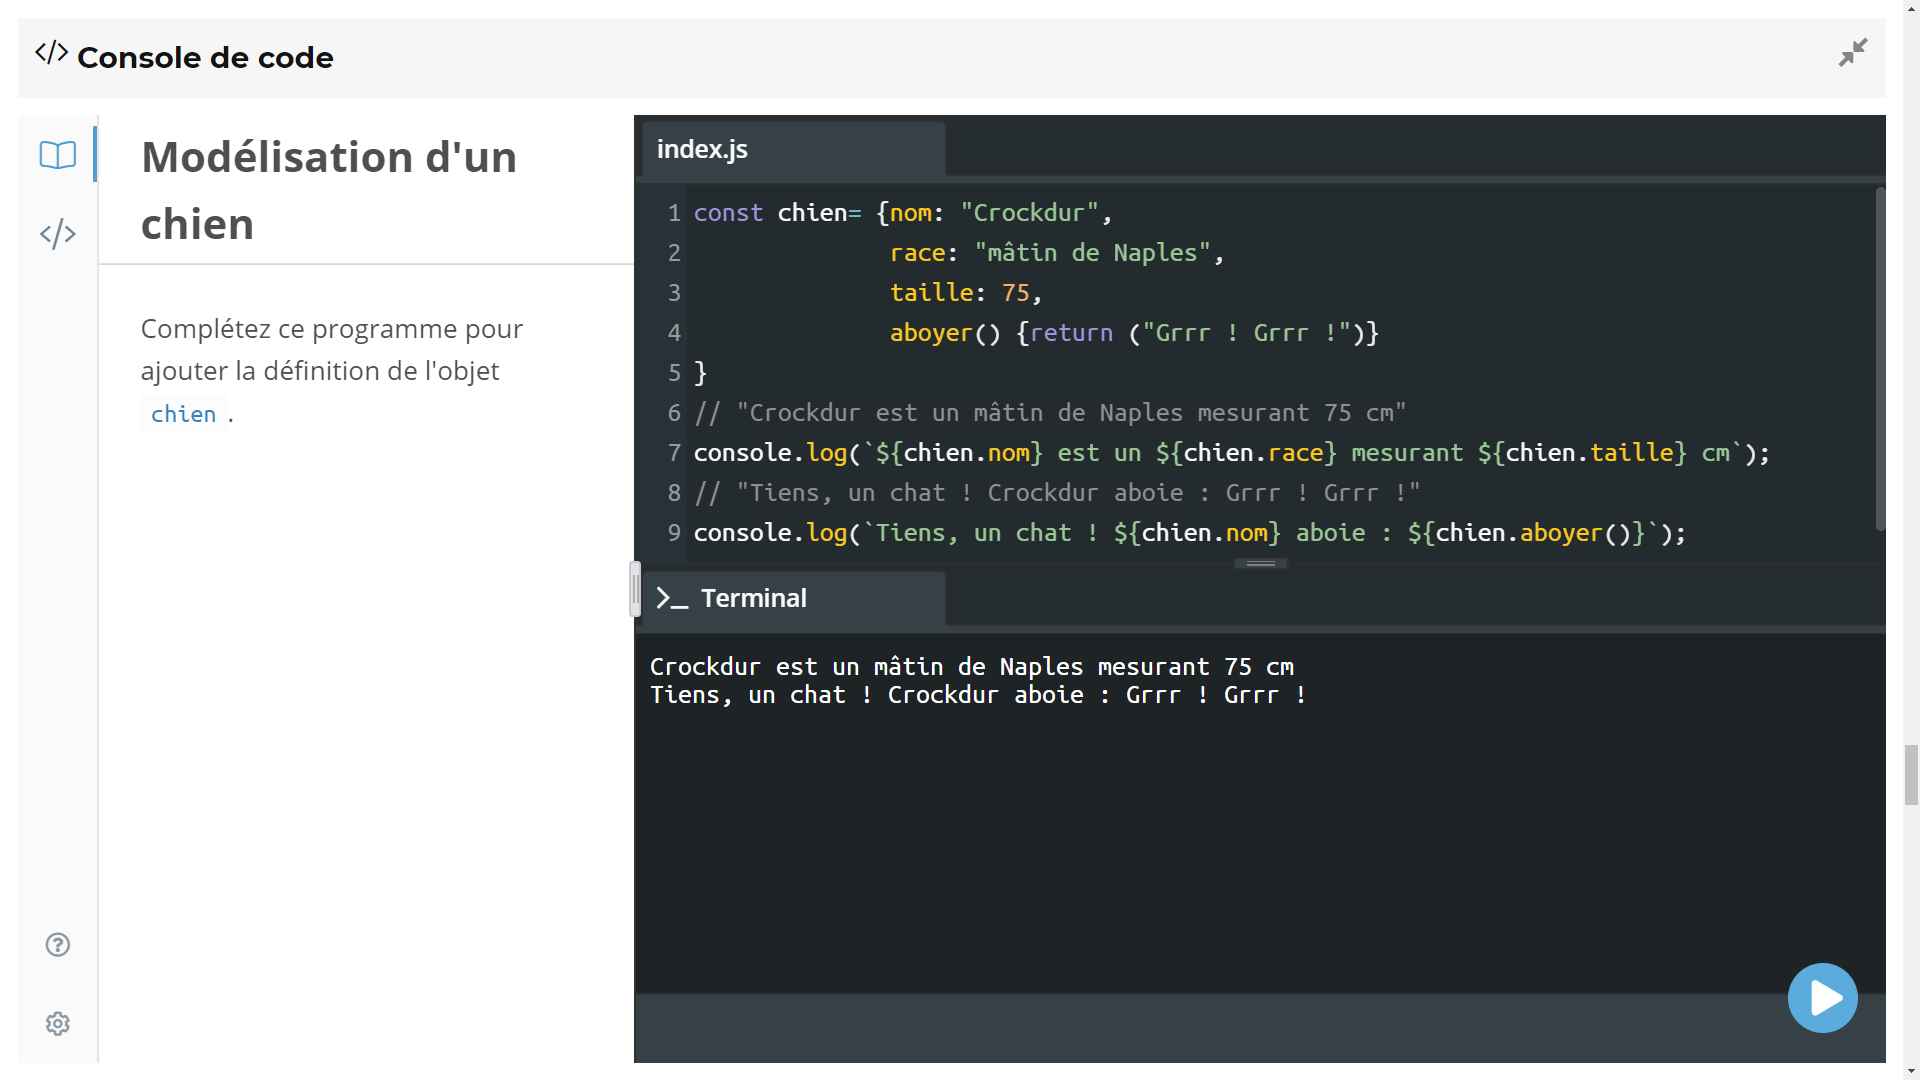 </> Console de code
Modélisation d'un
chien
Complétez ce programme pour
ajouter la définition de l'objet
chien .
index.js
1 const chien= {nom: "Crockdur",
2               race: "mâtin de Naples",
3               taille: 75,
4               aboyer() {return ("Grrr ! Grrr !")}
5 }
6 // "Crockdur est un mâtin de Naples mesurant 75 cm"
7 console.log(`${chien.nom} est un ${chien.race} mesurant ${chien.taille} cm`);
8 // "Tiens, un chat ! Crockdur aboie : Grrr ! Grrr !"
9 console.log(`Tiens, un chat ! ${chien.nom} aboie : ${chien.aboyer()}`);
>_ Terminal
Crockdur est un mâtin de Naples mesurant 75 cm
Tiens, un chat ! Crockdur aboie : Grrr ! Grrr !